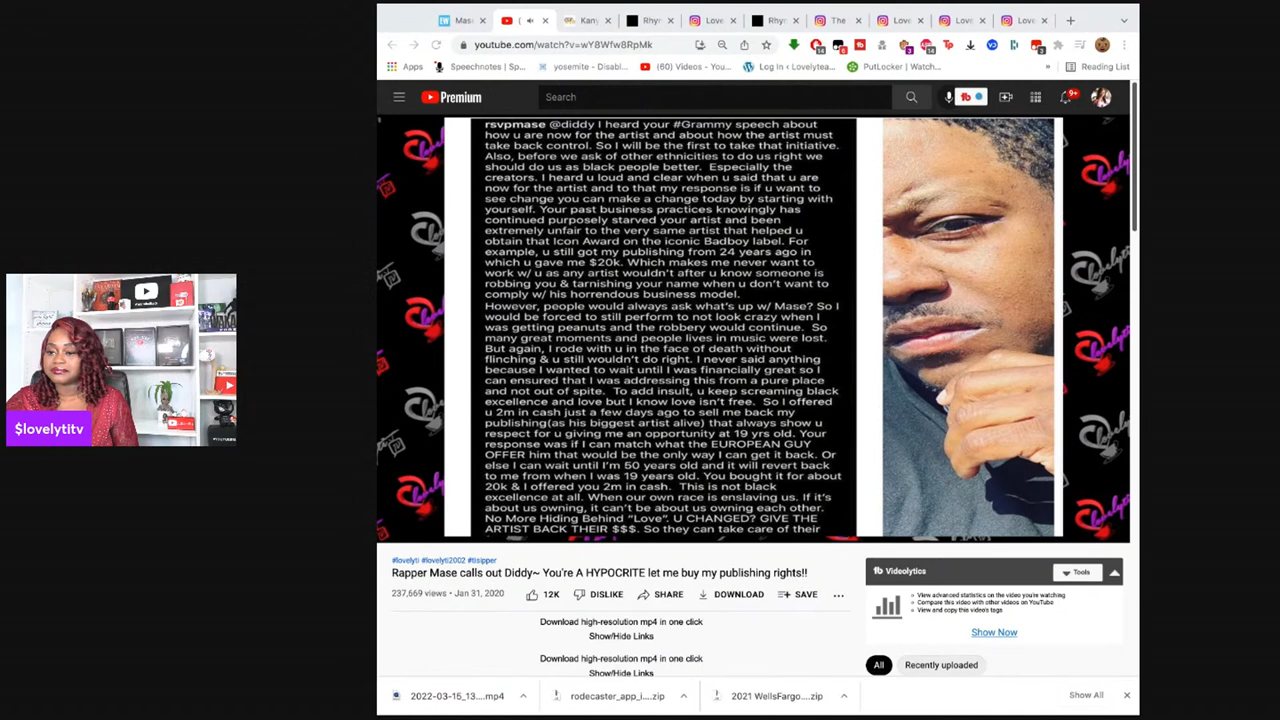 Mase
(
Kany
Rhyn
Love
Rhyn
The
Love
Love
Love
youtube.com/watch?v=wY8Wfw8RpMk
Apps
Speechnotes | Sp...
yosemite - Disabl...
(60) Videos - You...
Log In ‹ Lovelytea...
PutLocker | Watch...
»
Reading List
Premium
Search
9+
rsvpmase @diddy I heard your #Grammy speech about
how u are now for the artist and about how the artist must
take back control. So I will be the first to take that initiative.
Also, before we ask of other ethnicities to do us right we
should do us as black people better. Especially the
creators. I heard u loud and clear when u said that u are
now for the artist and to that my response is if u want to
see change you can make a change today by starting with
yourself. Your past business practices knowingly has
continued purposely starved your artist and been
extremely unfair to the very same artist that helped u
obtain that Icon Award on the iconic Badboy label. For
example, u still got my publishing from 24 years ago in
which u gave me $20k. Which makes me never want to
work w/ u as any artist wouldn't after u know someone is
robbing you & tarnishing your name when u don't want to
comply w/ his horrendous business model.
However, people would always ask what's up w/ Mase? So I
would be forced to still perform to not look crazy when I
was getting peanuts and the robbery would continue. So
many great moments and people lives in music were lost.
But again, I rode with u in the face of death without
flinching & u still wouldn't do right. I never said anything
because I wanted to wait until I was financially great so I
can ensured that I was addressing this from a pure place
and not out of spite. To add insult, u keep screaming black
excellence and love but I know love isn't free. So I offered
u 2m in cash just a few days ago to sell me back my
publishing(as his biggest artist alive) that always show u
respect for u giving me an opportunity at 19 yrs old. Your
response was if I can match what the EUROPEAN GUY
OFFER him that would be the only way I can get it back. Or
else I can wait until I'm 50 years old and it will revert back
to me from when I was 19 years old. You bought it for about
20k & I offered you 2m in cash. This is not black
excellence at all. When our own race is enslaving us. If it's
about us owning, it can't be about us owning each other.
No More Hiding Behind "Love". U CHANGED? GIVE THE
ARTIST BACK THEIR $$$. So they can take care of their
$lovelytitv
#lovelyti #lovelyti2002 #tisipper
Rapper Mase calls out Diddy~ You're A HYPOCRITE let me buy my publishing rights!!
237,669 views • Jan 31, 2020
12K
DISLIKE
SHARE
DOWNLOAD
SAVE
...
Download high-resolution mp4 in one click
Show/Hide Links
Download high-resolution mp4 in one click
Show/Hide Links
Videolytics
Tools
• View advanced statistics on the video you're watching
• Compare this video with other videos on YouTube
• View and copy this video's tags
Show Now
All
Recently uploaded
2022-03-15_13....mp4
rodecaster_app_i....zip
2021 WellsFargo....zip
Show All